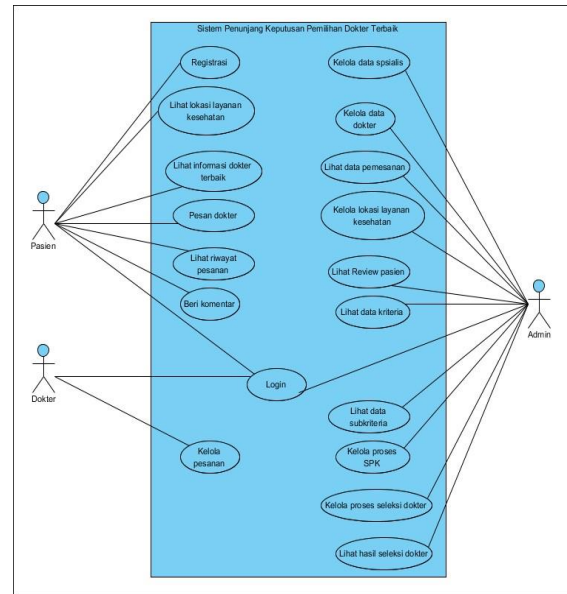 Sistem Penunjang Keputusan Pemilihan Dokter Terbaik
Registrasi
Kelola data spsialis
Lihat lokasi layanan
kesehatan
Kelola data
dokter
Lihat informasi dokter
terbaik
Lihat data pemesanan
Pesan dokter
Kelola lokasi layanan
kesehatan
Pasien
Lihat riwayat
pesanan
Lihat Review pasien
Beri komentar
Lihat data kriteria
Admin
Login
Dokter
Lihat data
subkriteria
Kelola
pesanan
Kelola proses
SPK
Kelola proses seleksi dokter
Lihat hasil seleksi dokter